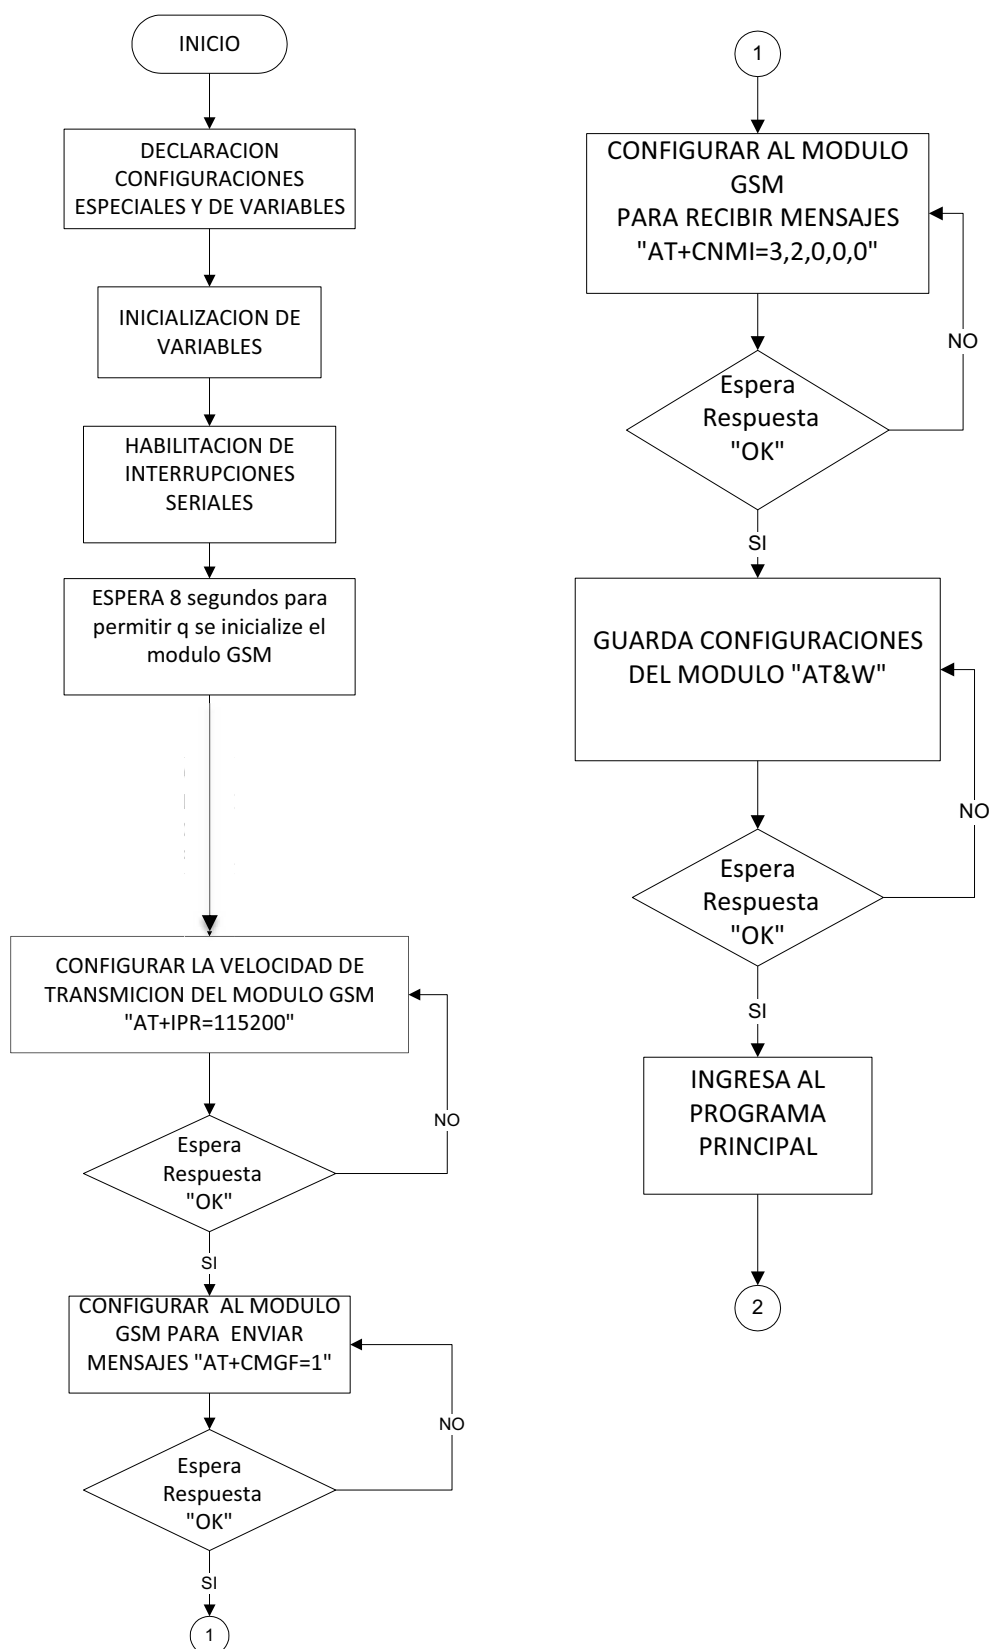 INICIO
DECLARACION
CONFIGURACIONES
ESPECIALES Y DE VARIABLES
INICIALIZACION DE
VARIABLES
HABILITACION DE
INTERRUPCIONES
SERIALES
ESPERA 8 segundos para
permitir q se inicialize el
modulo GSM
CONFIGURAR LA VELOCIDAD DE
TRANSMICION DEL MODULO GSM
"AT+IPR=115200"
NO
Espera
Respuesta
"OK"
SI
CONFIGURAR AL MODULO
GSM PARA ENVIAR
MENSAJES "AT+CMGF=1"
NO
Espera
Respuesta
"OK"
SI
1
1
CONFIGURAR AL MODULO
GSM
PARA RECIBIR MENSAJES
"AT+CNMI=3,2,0,0,0"
NO
Espera
Respuesta
"OK"
SI
GUARDA CONFIGURACIONES
DEL MODULO "AT&W"
NO
Espera
Respuesta
"OK"
SI
INGRESA AL
PROGRAMA
PRINCIPAL
2